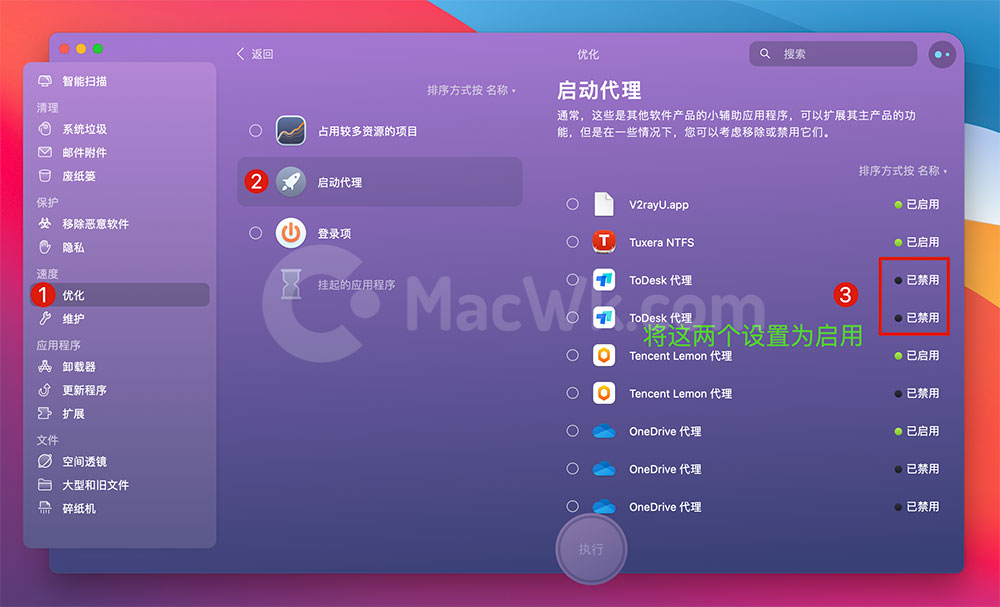 返回
优化
搜索
智能扫描
清理
系统垃圾
邮件附件
废纸篓
保护
移除恶意软件
隐私
速度
1 优化
维护
应用程序
卸载器
更新程序
扩展
文件
空间透镜
大型和旧文件
碎纸机
排序方式按 名称
占用较多资源的项目
2 启动代理
登录项
挂起的应用程序
启动代理
通常，这些是其他软件产品的小辅助应用程序，可以扩展其主产品的功
能，但是在一些情况下，您可以考虑移除或禁用它们。
排序方式按 名称
V2rayU.app 已启用
Tuxera NTFS 已启用
ToDesk 代理 已禁用
3
ToDesk 代理 已禁用
将这两个设置为启用
Tencent Lemon 代理 已启用
Tencent Lemon 代理 已禁用
OneDrive 代理 已启用
OneDrive 代理 已禁用
OneDrive 代理 已禁用
执行
MacWk.com